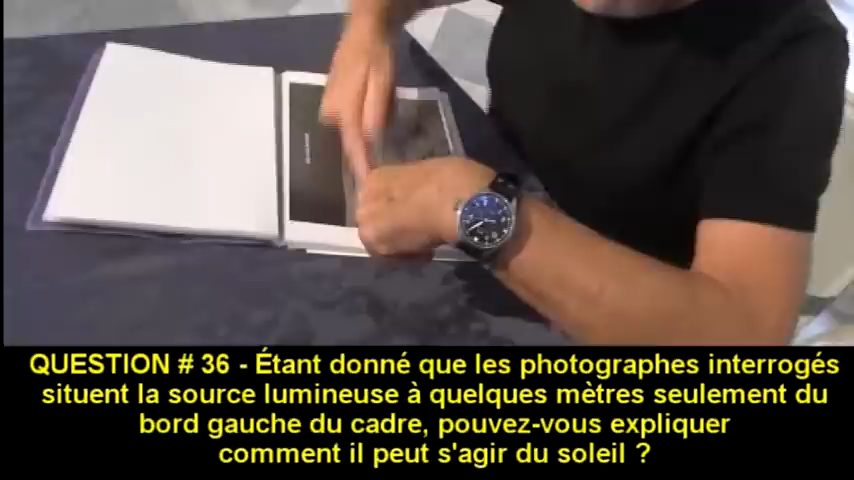 QUESTION # 36 - Étant donné que les photographes interrogés
situent la source lumineuse à quelques mètres seulement du
bord gauche du cadre, pouvez-vous expliquer
comment il peut s'agir du soleil ?